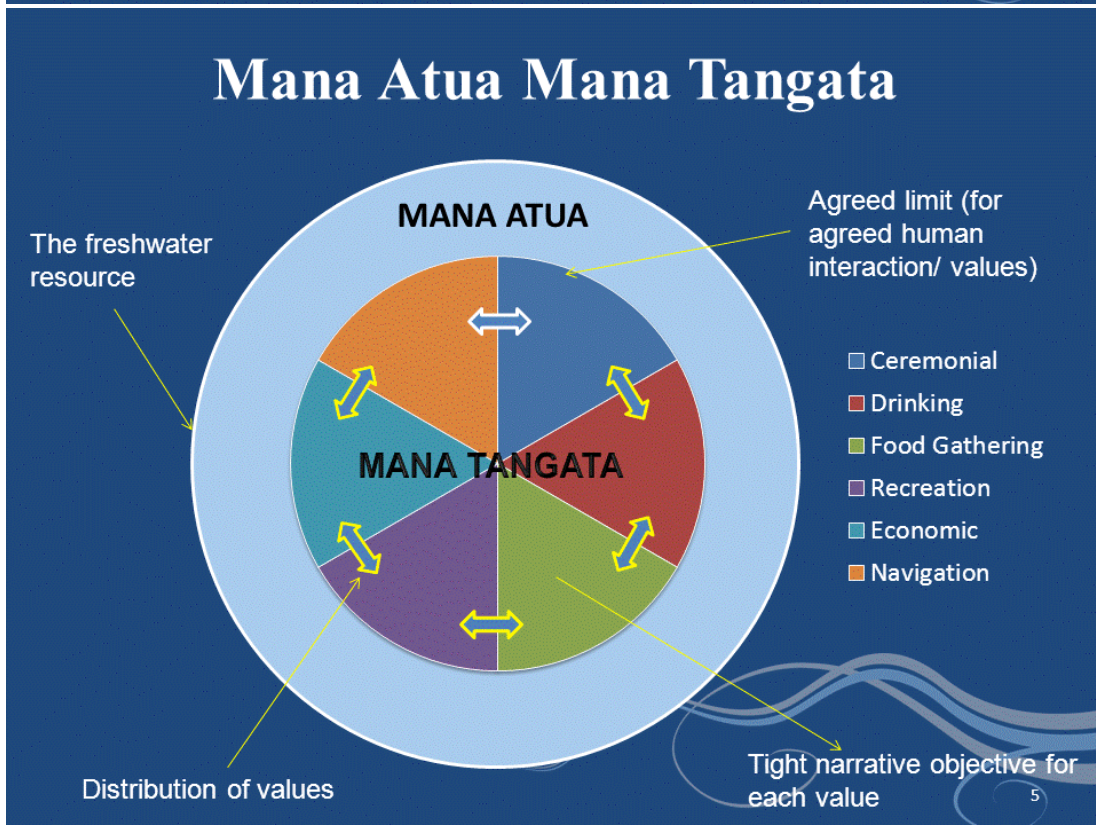 Mana Atua Mana Tangata
The freshwater
resource
MANA ATUA
Agreed limit (for
agreed human
interaction/ values)
MANA TANGATA
Ceremonial
Drinking
Food Gathering
Recreation
Economic
Navigation
Distribution of values
Tight narrative objective for
each value
5